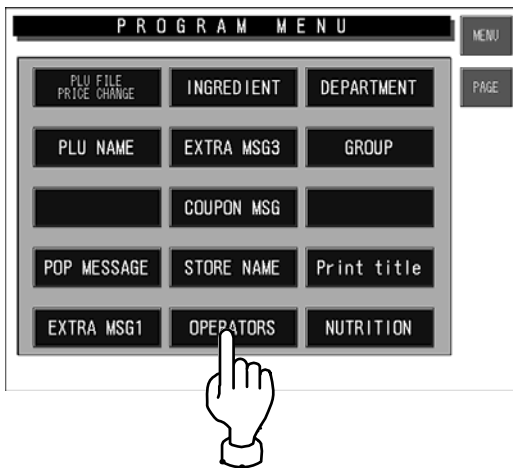 PROGRAM MENU
MENU
PLU FILE
PRICE CHANGE
INGREDIENT
DEPARTMENT
PAGE
PLU NAME
EXTRA MSG3
GROUP
COUPON MSG
POP MESSAGE
STORE NAME
Print title
EXTRA MSG1
OPERATORS
NUTRITION